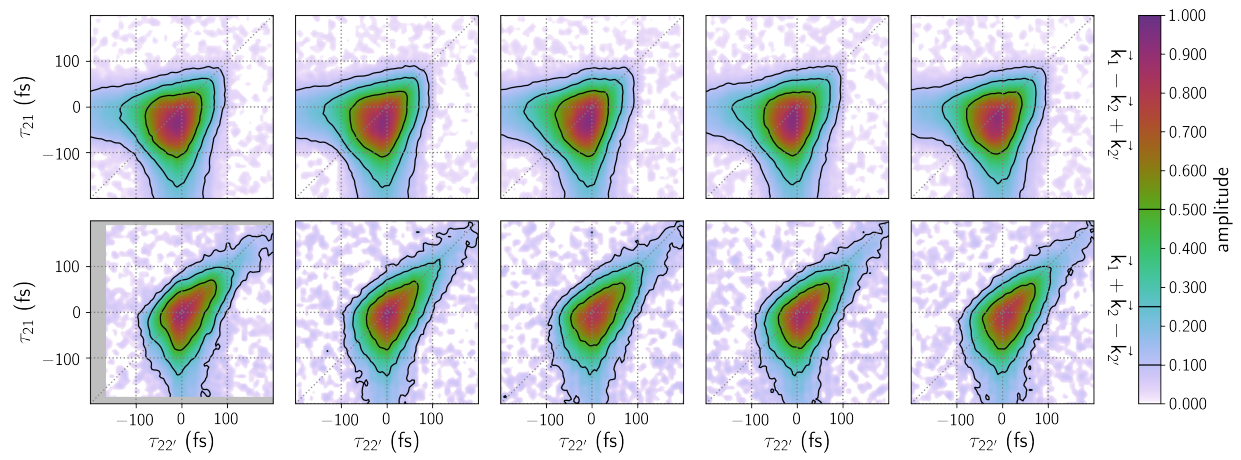 τ21 (fs)
100
0
−100
τ21 (fs)
100
0
−100
−100 0 100
−100 0 100
−100 0 100
−100 0 100
−100 0 100
τ22′ (fs)
τ22′ (fs)
τ22′ (fs)
τ22′ (fs)
τ22′ (fs)
k⃗1 − k⃗2 + k⃗2′
k⃗1 + k⃗2 − k⃗2′
1.000
0.900
0.800
0.700
0.600
0.500
0.400
0.300
0.200
0.100
0.000
amplitude